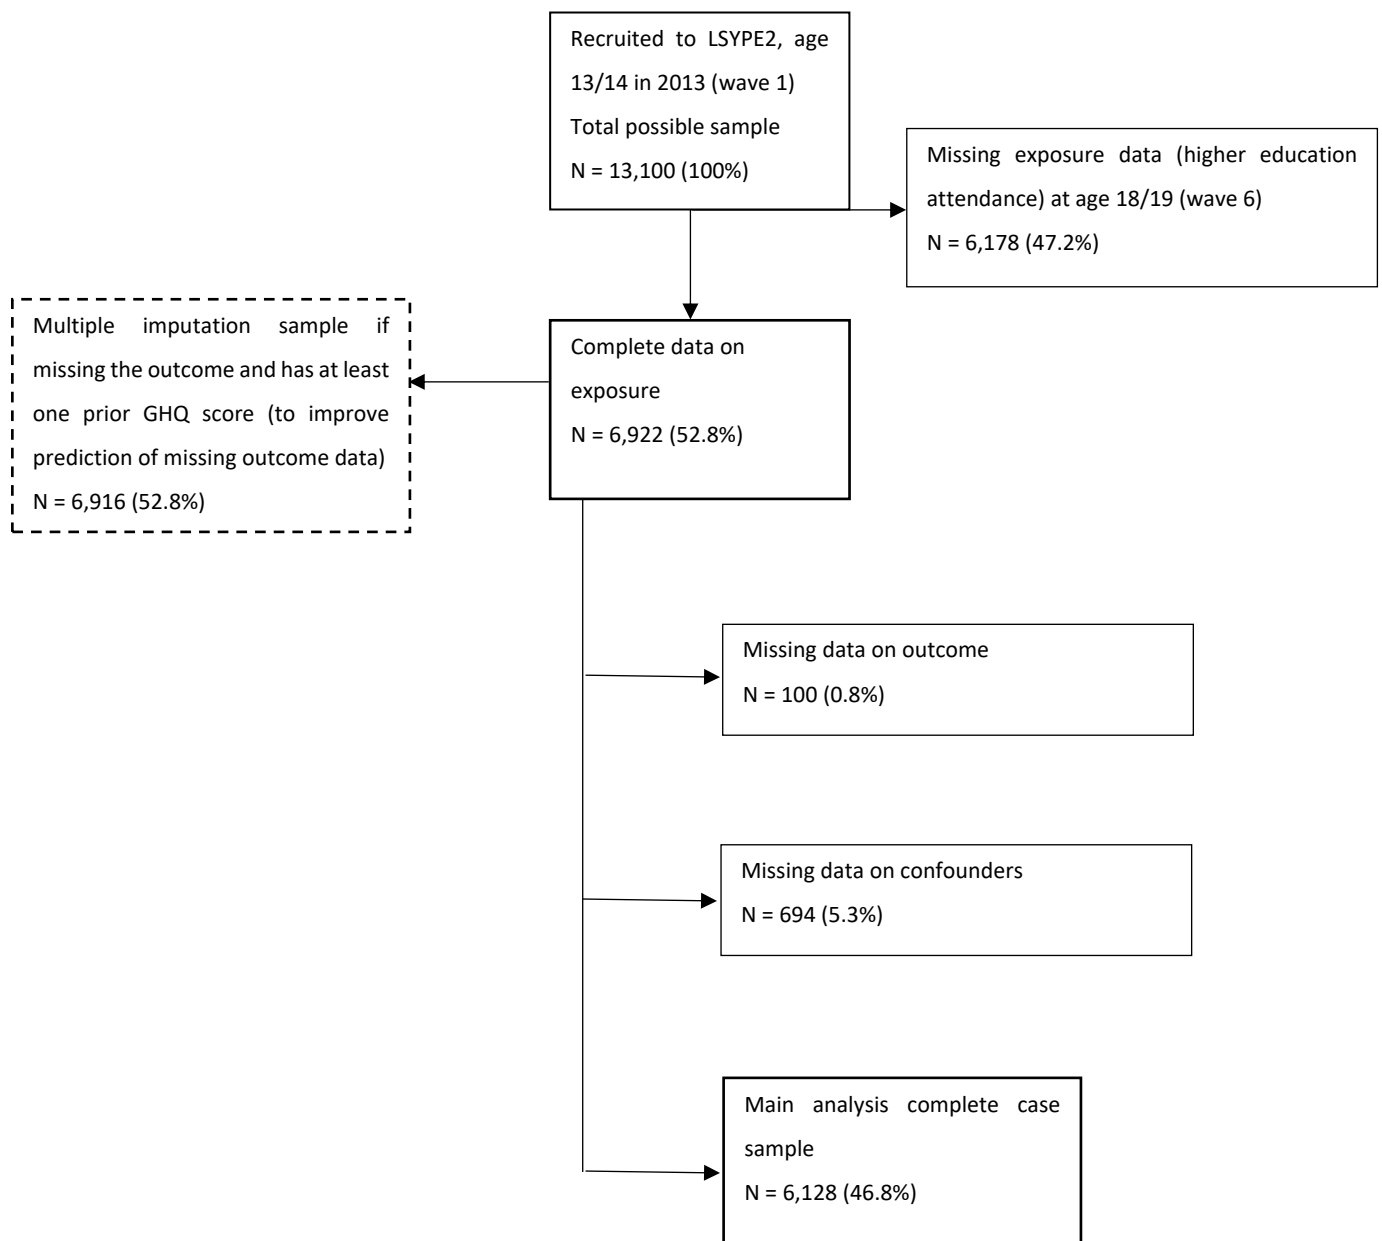 Recruited to LSYPE2, age
13/14 in 2013 (wave 1)
Total possible sample
N = 13,100 (100%)
Missing exposure data (higher education
attendance) at age 18/19 (wave 6)
N = 6,178 (47.2%)
Multiple imputation sample if
missing the outcome and has at least
one prior GHQ score (to improve
prediction of missing outcome data)
N = 6,916 (52.8%)
Complete data on
exposure
N = 6,922 (52.8%)
Missing data on outcome
N = 100 (0.8%)
Missing data on confounders
N = 694 (5.3%)
Main analysis complete case
sample
N = 6,128 (46.8%)